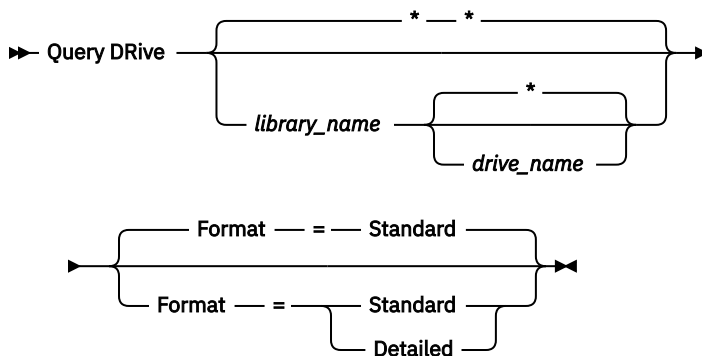 * *
Query DRive
*
library_name
drive_name
Format = Standard
Format = Standard
Detailed